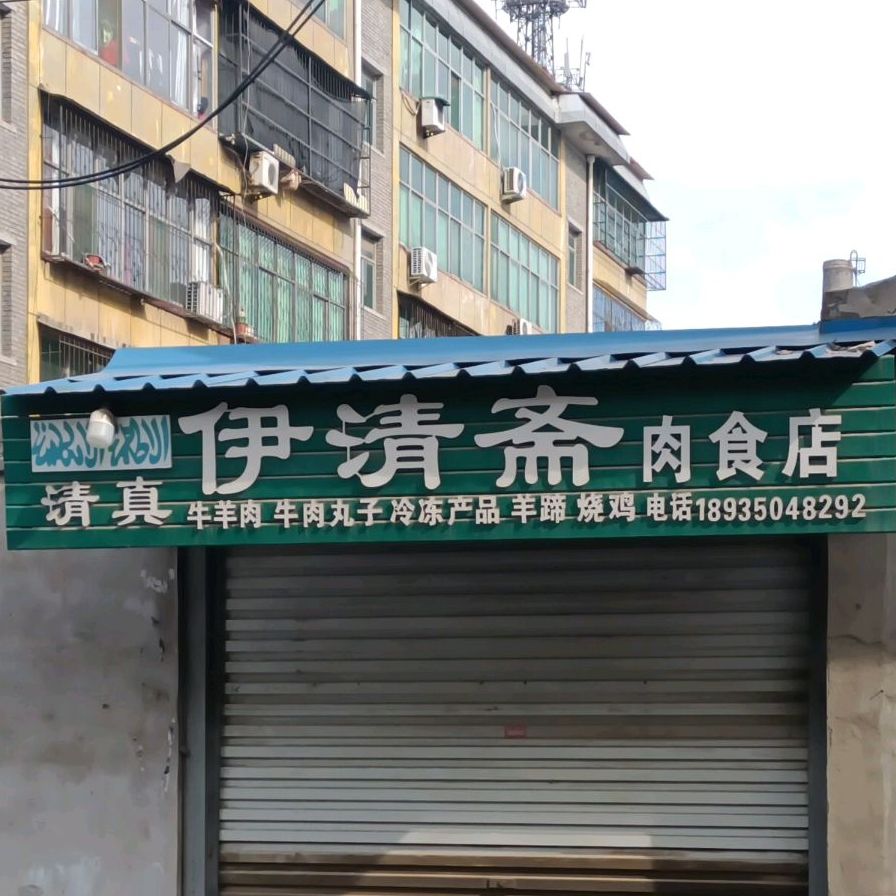 伊清斋肉食店
清真
牛羊肉 牛肉丸子 冷冻产品 羊蹄 烧鸡 电话18935048292